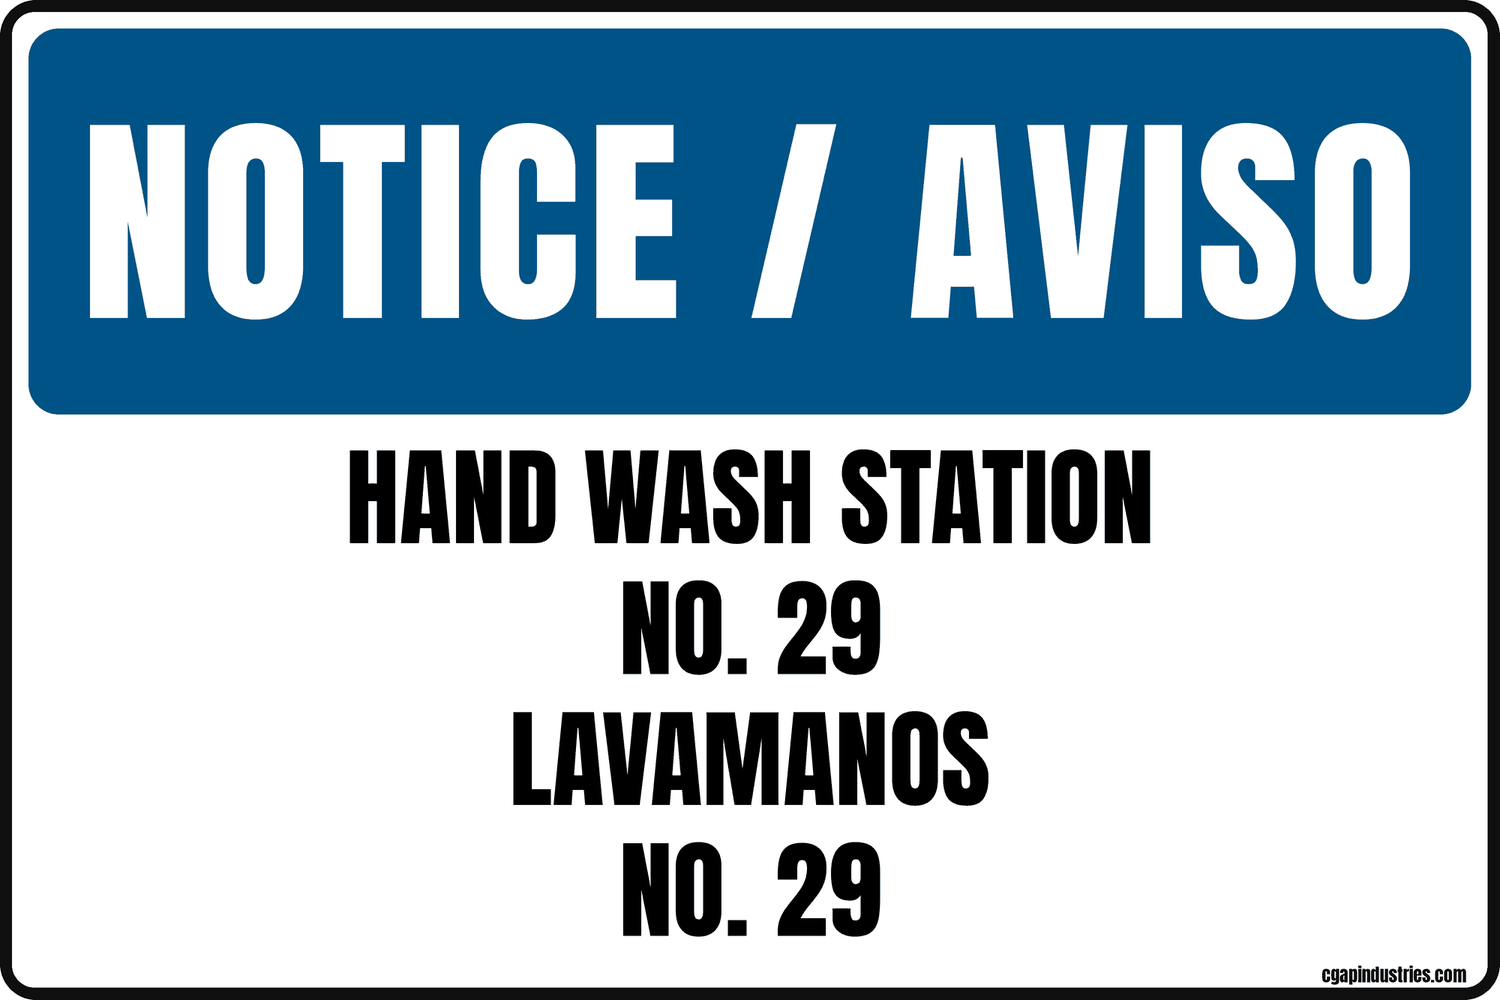 NOTICE / AVISO
HAND WASH STATION
NO. 29
LAVAMANOS
NO. 29
cgapindustries.com